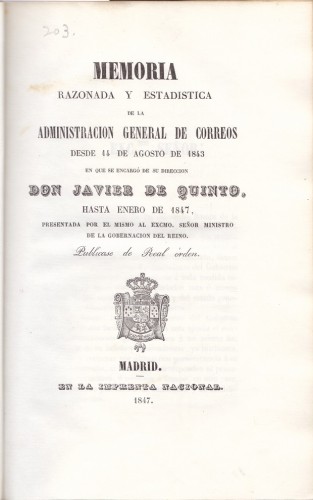 203.
MEMORIA
RAZONADA Y ESTADISTICA
DE LA
ADMINISTRACION GENERAL DE CORREOS
DESDE 14 DE AGOSTO DE 1843
EN QUE SE ENCARGÓ DE SU DIRECCION
DON JAVIER DE QUINTO,
HASTA ENERO DE 1847,
PRESENTADA POR EL MISMO AL EXCMO. SEÑOR MINISTRO
DE LA GOBERNACION DEL REINO.
Publicase de Real órden.
MADRID.
EN LA IMPRENTA NACIONAL.
1847.